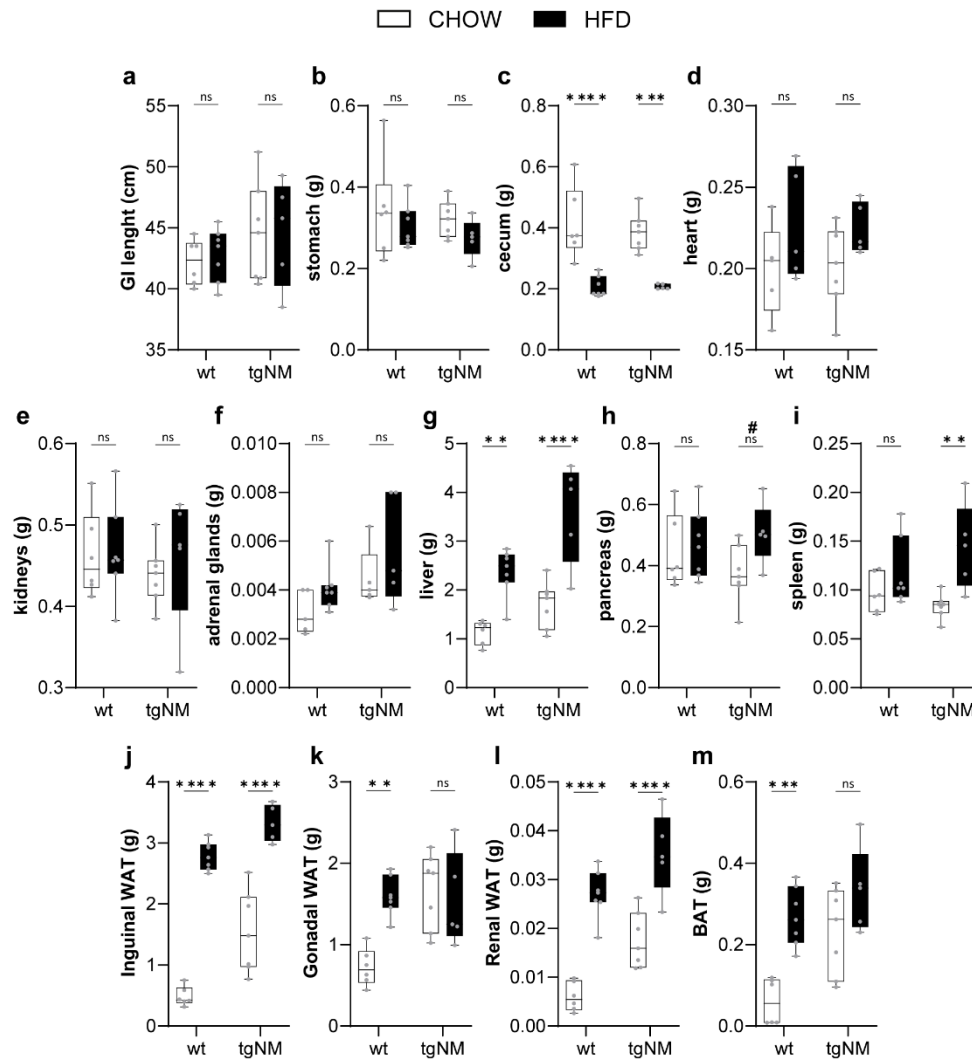 CHOW HFD
a b c d
ns ns ns ns **** *** ns ns
GI lenght (cm)
55
50
45
40
35
wt tgNM
stomach (g)
0.6
0.4
0.2
0.0
wt tgNM
cecum (g)
0.8
0.6
0.4
0.2
0.0
wt tgNM
heart (g)
0.30
0.25
0.20
0.15
wt tgNM
e f g h i
ns ns ns ns ** **** ns # ns ns **
kidneys (g)
0.6
0.5
0.4
0.3
wt tgNM
adrenal glands (g)
0.010
0.008
0.006
0.004
0.002
0.000
wt tgNM
liver (g)
5
4
3
2
1
0
wt tgNM
pancreas (g)
0.8
0.6
0.4
0.2
0.0
wt tgNM
spleen (g)
0.25
0.20
0.15
0.10
0.05
0.00
wt tgNM
j k l m
**** **** ** ns **** **** *** ns
Inguinal WAT (g)
4
3
2
1
0
wt tgNM
Gonadal WAT (g)
3
2
1
0
wt tgNM
Renal WAT (g)
0.05
0.04
0.03
0.02
0.01
0.00
wt tgNM
BAT (g)
0.6
0.4
0.2
0.0
wt tgNM